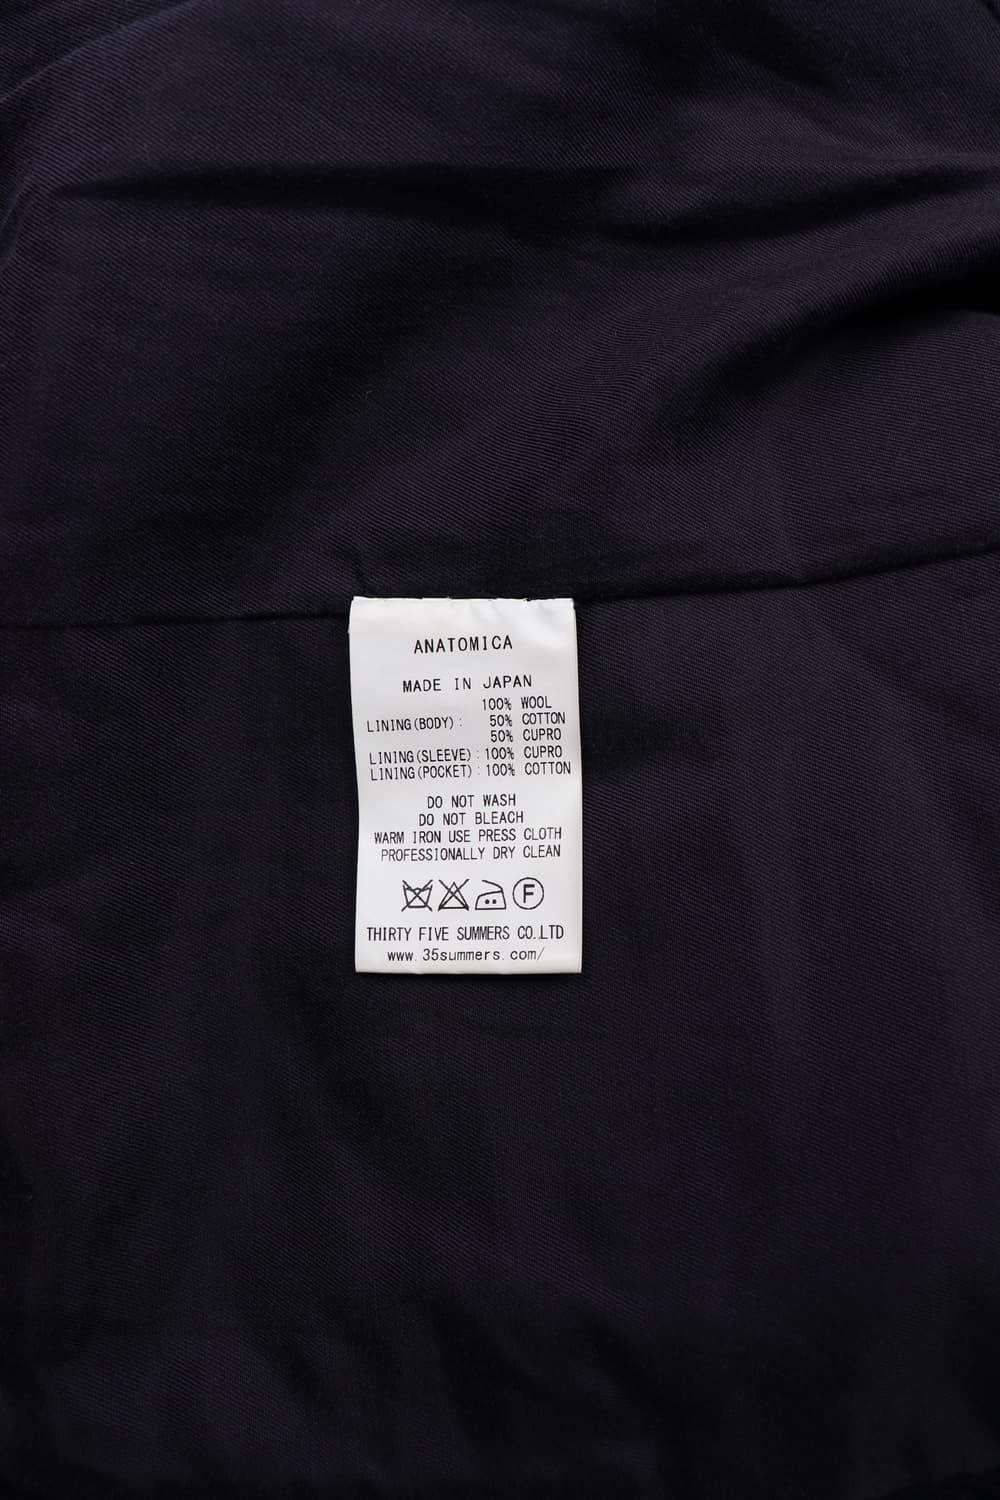 ANATOMICA
MADE IN JAPAN
100% WOOL
LINING(BODY): 50% COTTON
50% CUPRO
LINING(SLEEVE):100% CUPRO
LINING(POCKET):100% COTTON
DO NOT WASH
DO NOT BLEACH
WARM IRON USE PRESS CLOTH
PROFESSIONALLY DRY CLEAN
F
THIRTY FIVE SUMMERS CO.LTD
www.35summers.com/